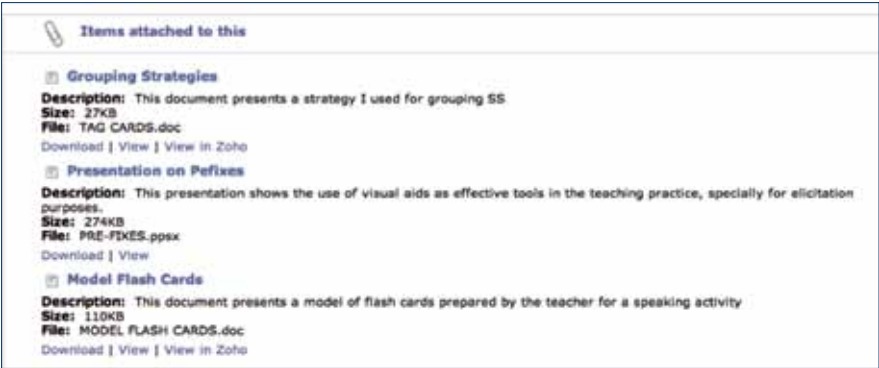 Items attached to this
Grouping Strategies
Description: This document presents a strategy I used for grouping SS
Size: 27KB
File: TAG CARDS.doc
Download | View | View in Zoho
Presentation on Pefixes
Description: This presentation shows the use of visual aids as effective tools in the teaching practice, specially for elicitation
purposes.
Size: 274KB
File: PRE-FIXES.ppsx
Download | View
Model Flash Cards
Description: This document presents a model of flash cards prepared by the teacher for a speaking activity
Size: 110KB
File: MODEL FLASH CARDS.doc
Download | View | View in Zoho